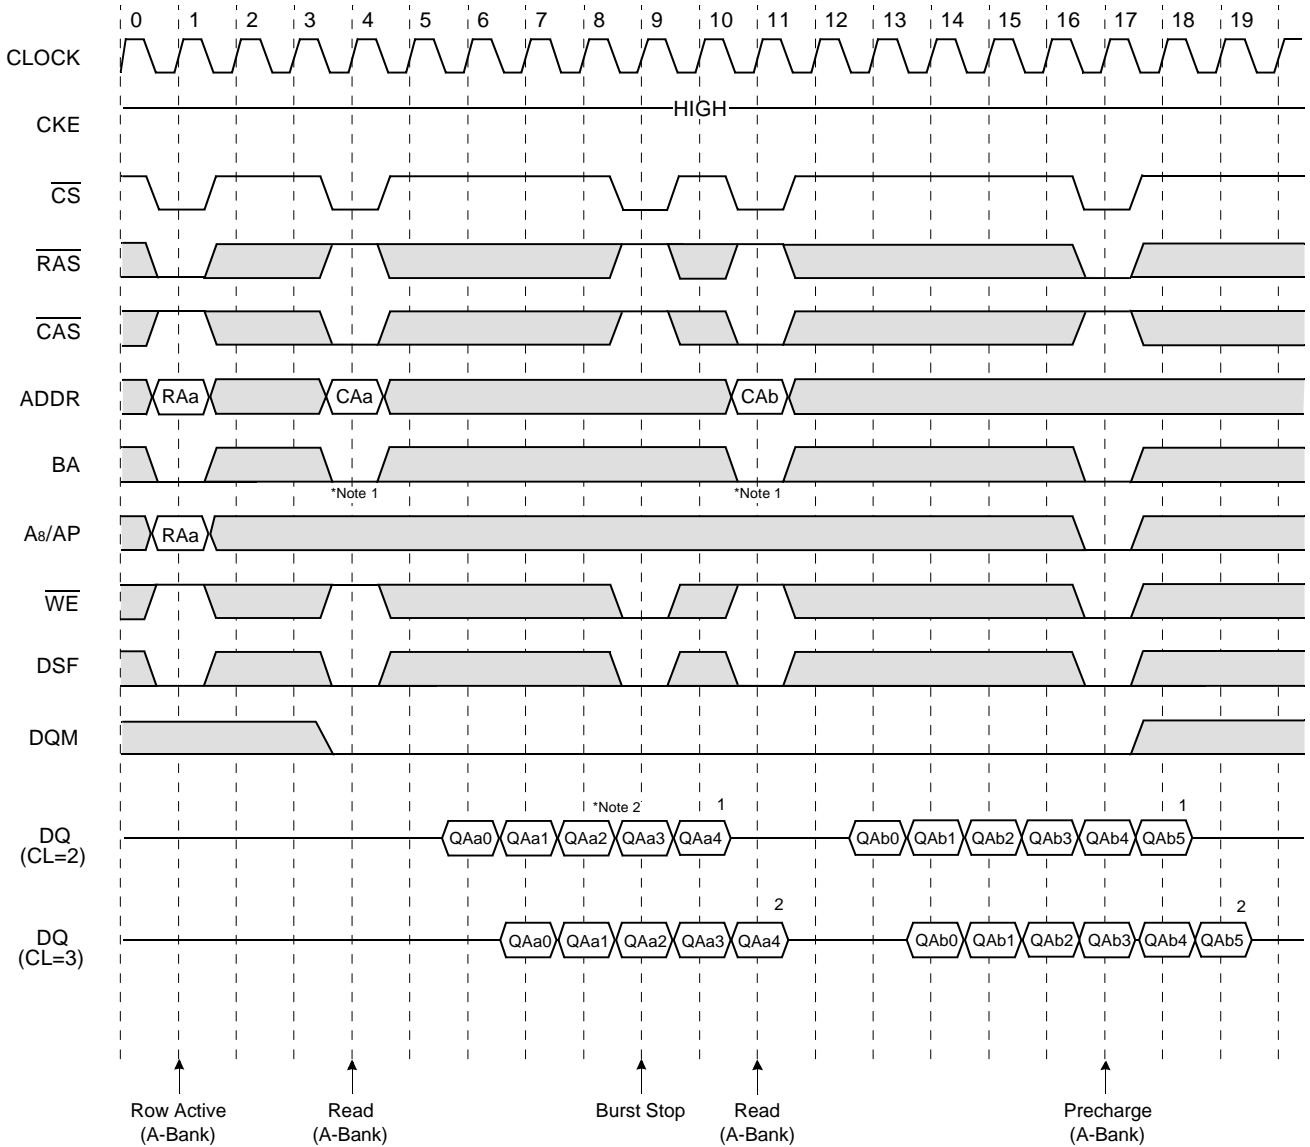 0 1 2 3 4 5 6 7 8 9 10 11 12 13 14 15 16 17 18 19
CLOCK
HIGH
CKE
CS
RAS
CAS
ADDR RAa CAa CAb
BA
*Note 1 *Note 1
A8/AP RAa
WE
DSF
DQM
*Note 2 1 1
DQ
(CL=2)
QAa0 QAa1 QAa2 QAa3 QAa4 QAb0 QAb1 QAb2 QAb3 QAb4 QAb5
2 2
DQ
(CL=3)
QAa0 QAa1 QAa2 QAa3 QAa4 QAb0 QAb1 QAb2 QAb3 QAb4 QAb5
Row Active
(A-Bank)
Read
(A-Bank)
Burst Stop
Read
(A-Bank)
Precharge
(A-Bank)